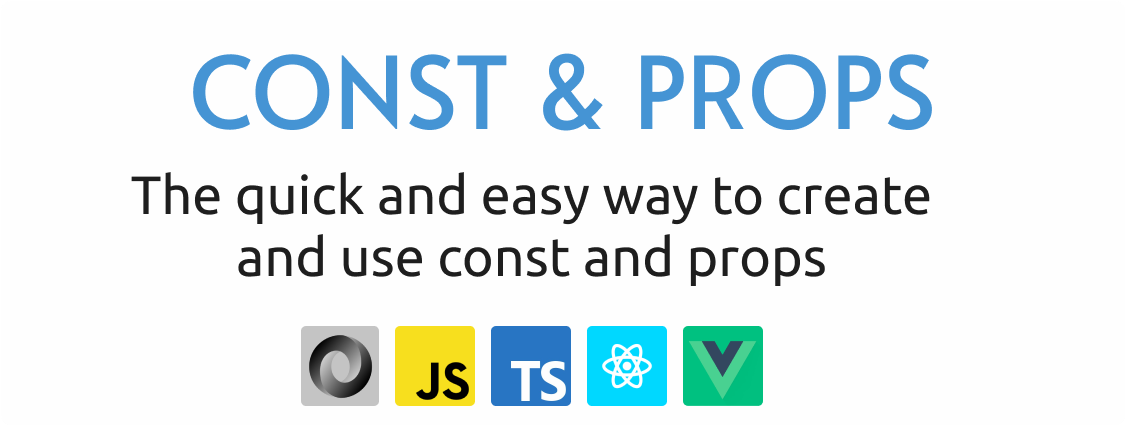 CONST & PROPS
The quick and easy way to create
and use const and props
JS TS